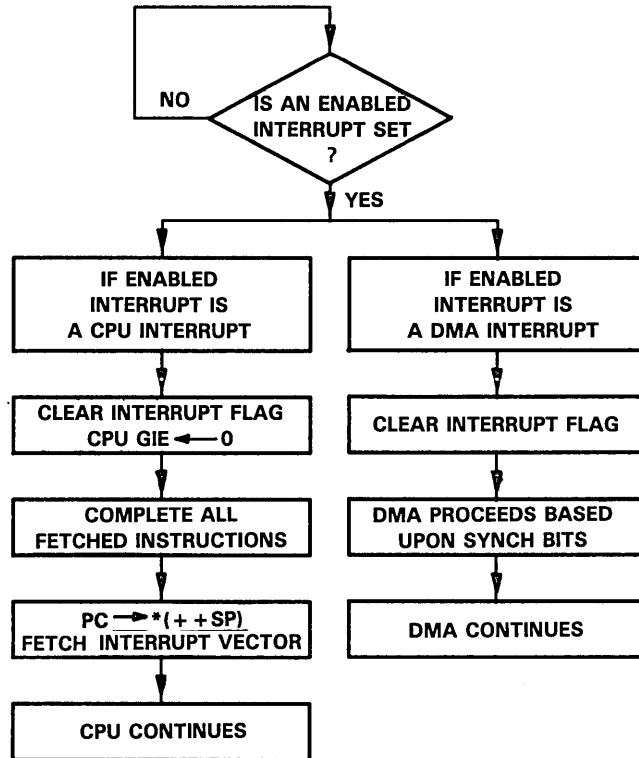 IS AN ENABLED
INTERRUPT SET
?
NO
YES
IF ENABLED
INTERRUPT IS
A CPU INTERRUPT
IF ENABLED
INTERRUPT IS
A DMA INTERRUPT
CLEAR INTERRUPT FLAG
CPU GIE ← 0
CLEAR INTERRUPT FLAG
COMPLETE ALL
FETCHED INSTRUCTIONS
DMA PROCEEDS BASED
UPON SYNCH BITS
PC → *(++SP)
FETCH INTERRUPT VECTOR
DMA CONTINUES
CPU CONTINUES